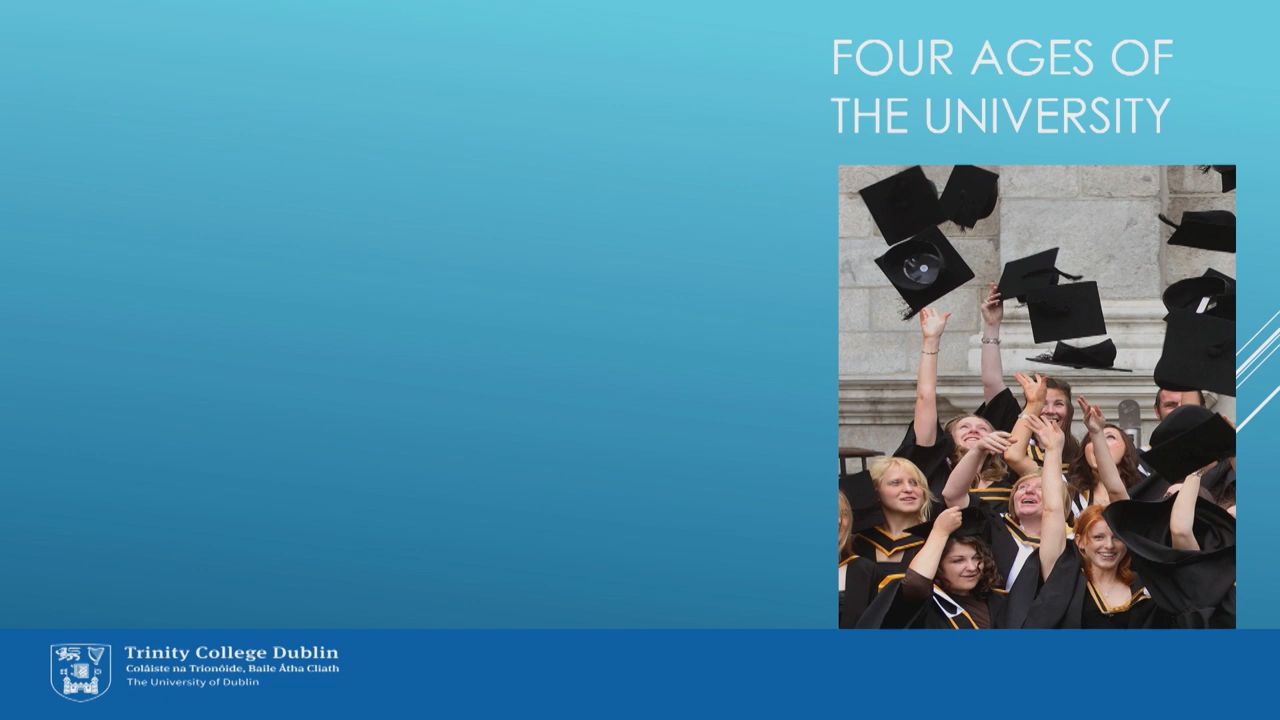 FOUR AGES OF
THE UNIVERSITY
Trinity College Dublin
Coláiste na Tríonóide, Baile Átha Cliath
The University of Dublin